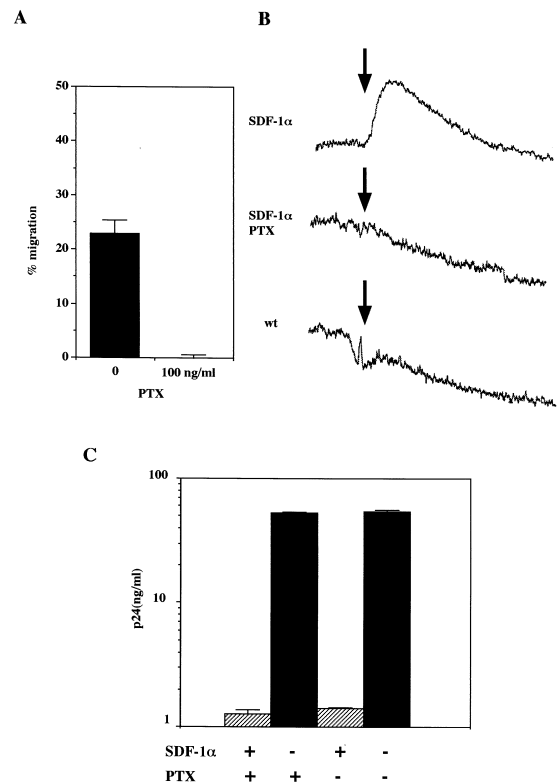 A
B
50
40
30
20
10
0
% migration
0 100 ng/ml
PTX
SDF-1α
SDF-1α
PTX
wt
C
100
10
1
p24(ng/ml)
SDF-1α + - + -
PTX + + - -